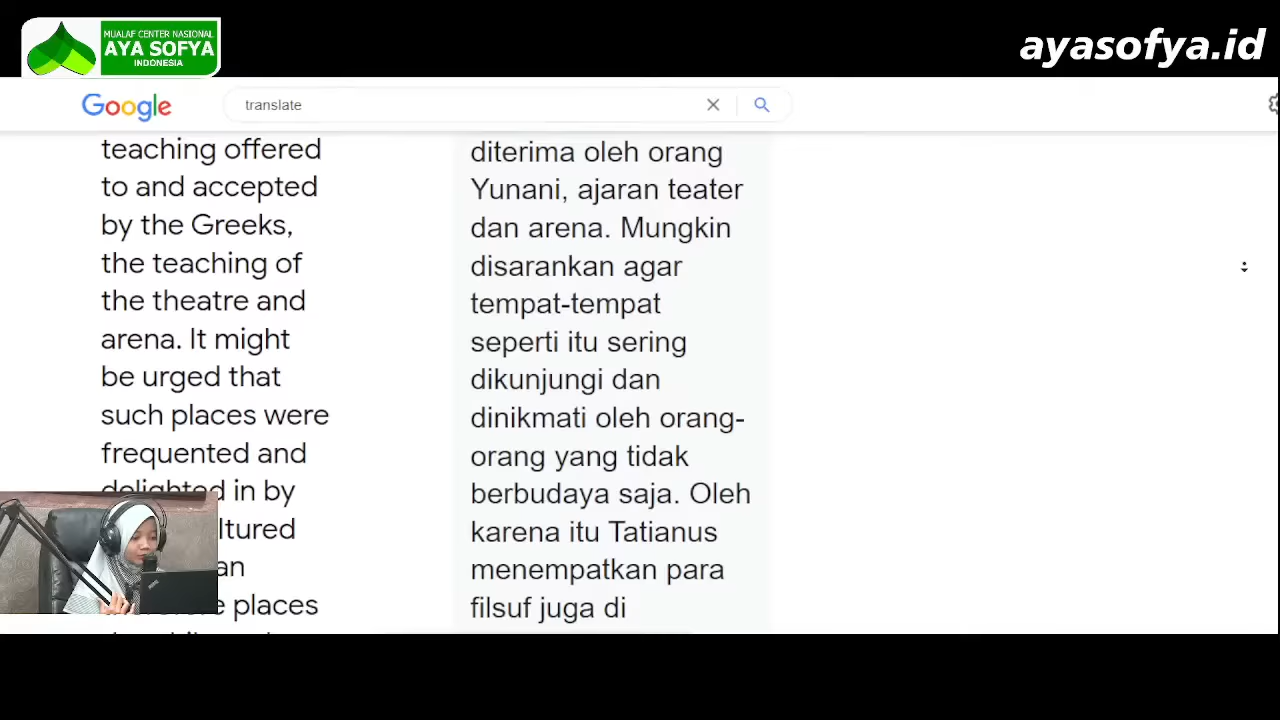 MUALAF CENTER NASIONAL
AYA SOFYA
INDONESIA
ayasofya.id
Google
translate
teaching offered
to and accepted
by the Greeks,
the teaching of
the theatre and
arena. It might
be urged that
such places were
frequented and
delighted in by
places
diterima oleh orang
Yunani, ajaran teater
dan arena. Mungkin
disarankan agar
tempat-tempat
seperti itu sering
dikunjungi dan
dinikmati oleh orang-
orang yang tidak
berbudaya saja. Oleh
karena itu Tatianus
menempatkan para
filsuf juga di